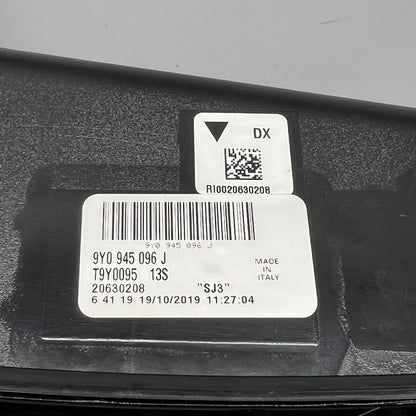 DX
RI0020630208
9Y0 945 096 J
9Y0 945 096 J
T9Y0095 13S
20630208 "SJ3"
6 41 19 19/10/2019 11:27:04
MADE
IN
ITALY